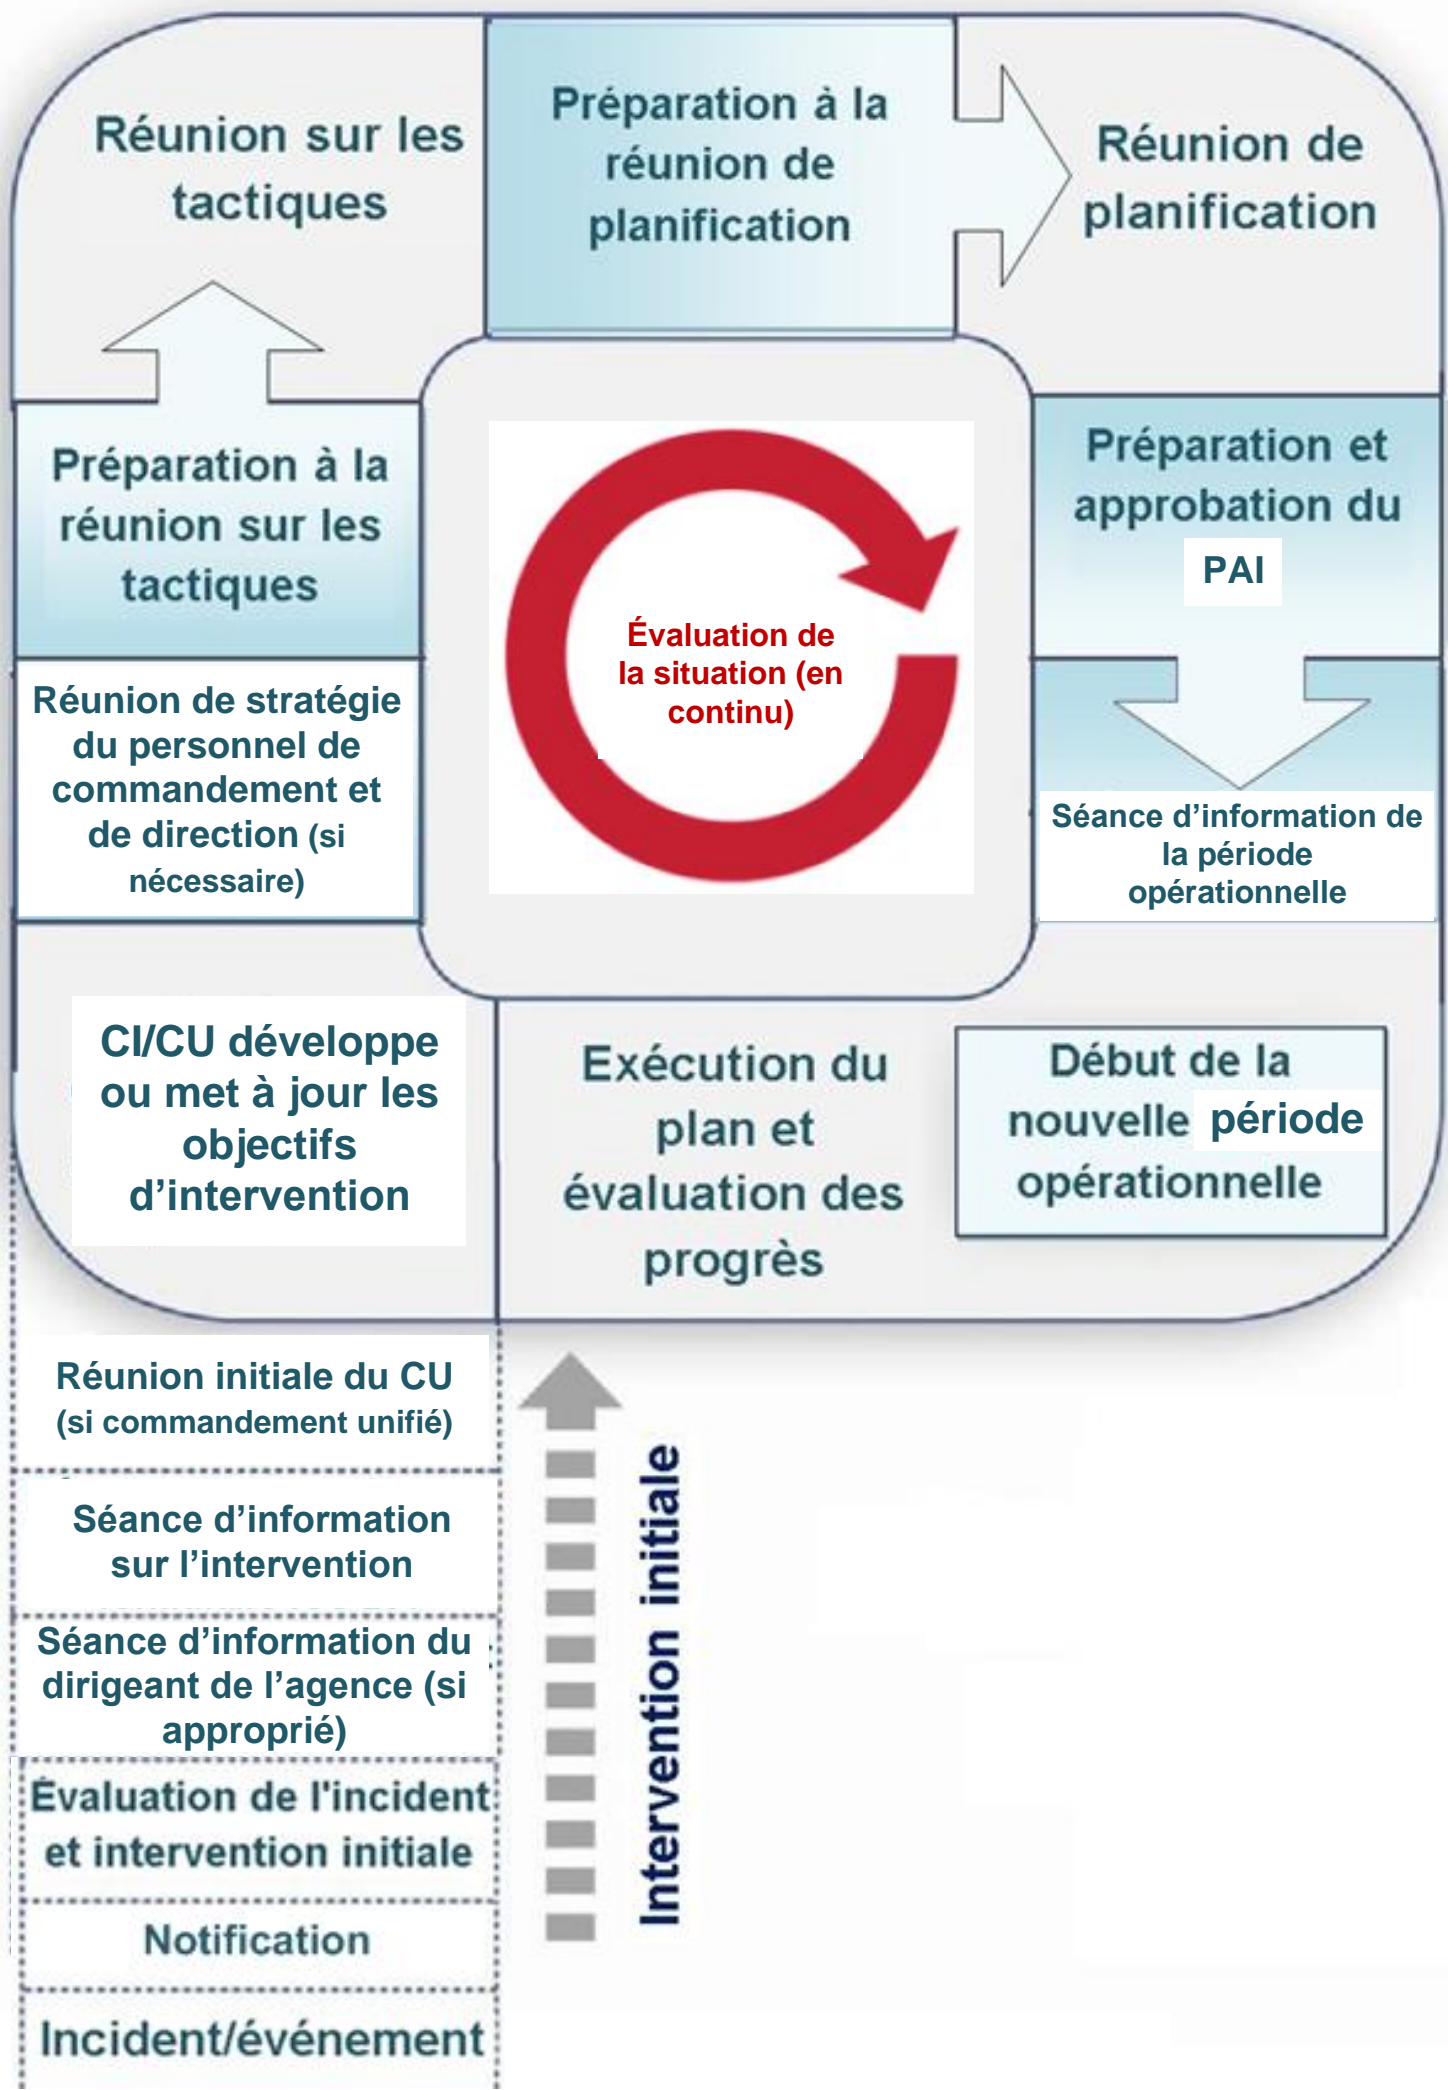 Réunion sur les
tactiques
Préparation à la
réunion de
planification
Réunion de
planification
Préparation à la
réunion sur les
tactiques
Évaluation de
la situation (en
continu)
Préparation et
approbation du
PAI
Réunion de stratégie
du personnel de
commandement et
de direction (si
nécessaire)
Séance d’information de
la période
opérationnelle
CI/CU développe
ou met à jour les
objectifs
d’intervention
Exécution du
plan et
évaluation des
progrès
Début de la
nouvelle période
opérationnelle
Réunion initiale du CU
(si commandement unifié)
Séance d’information
sur l’intervention
Séance d’information du
dirigeant de l’agence (si
approprié)
Évaluation de l'incident
et intervention initiale
Notification
Incident/événement
Intervention initiale